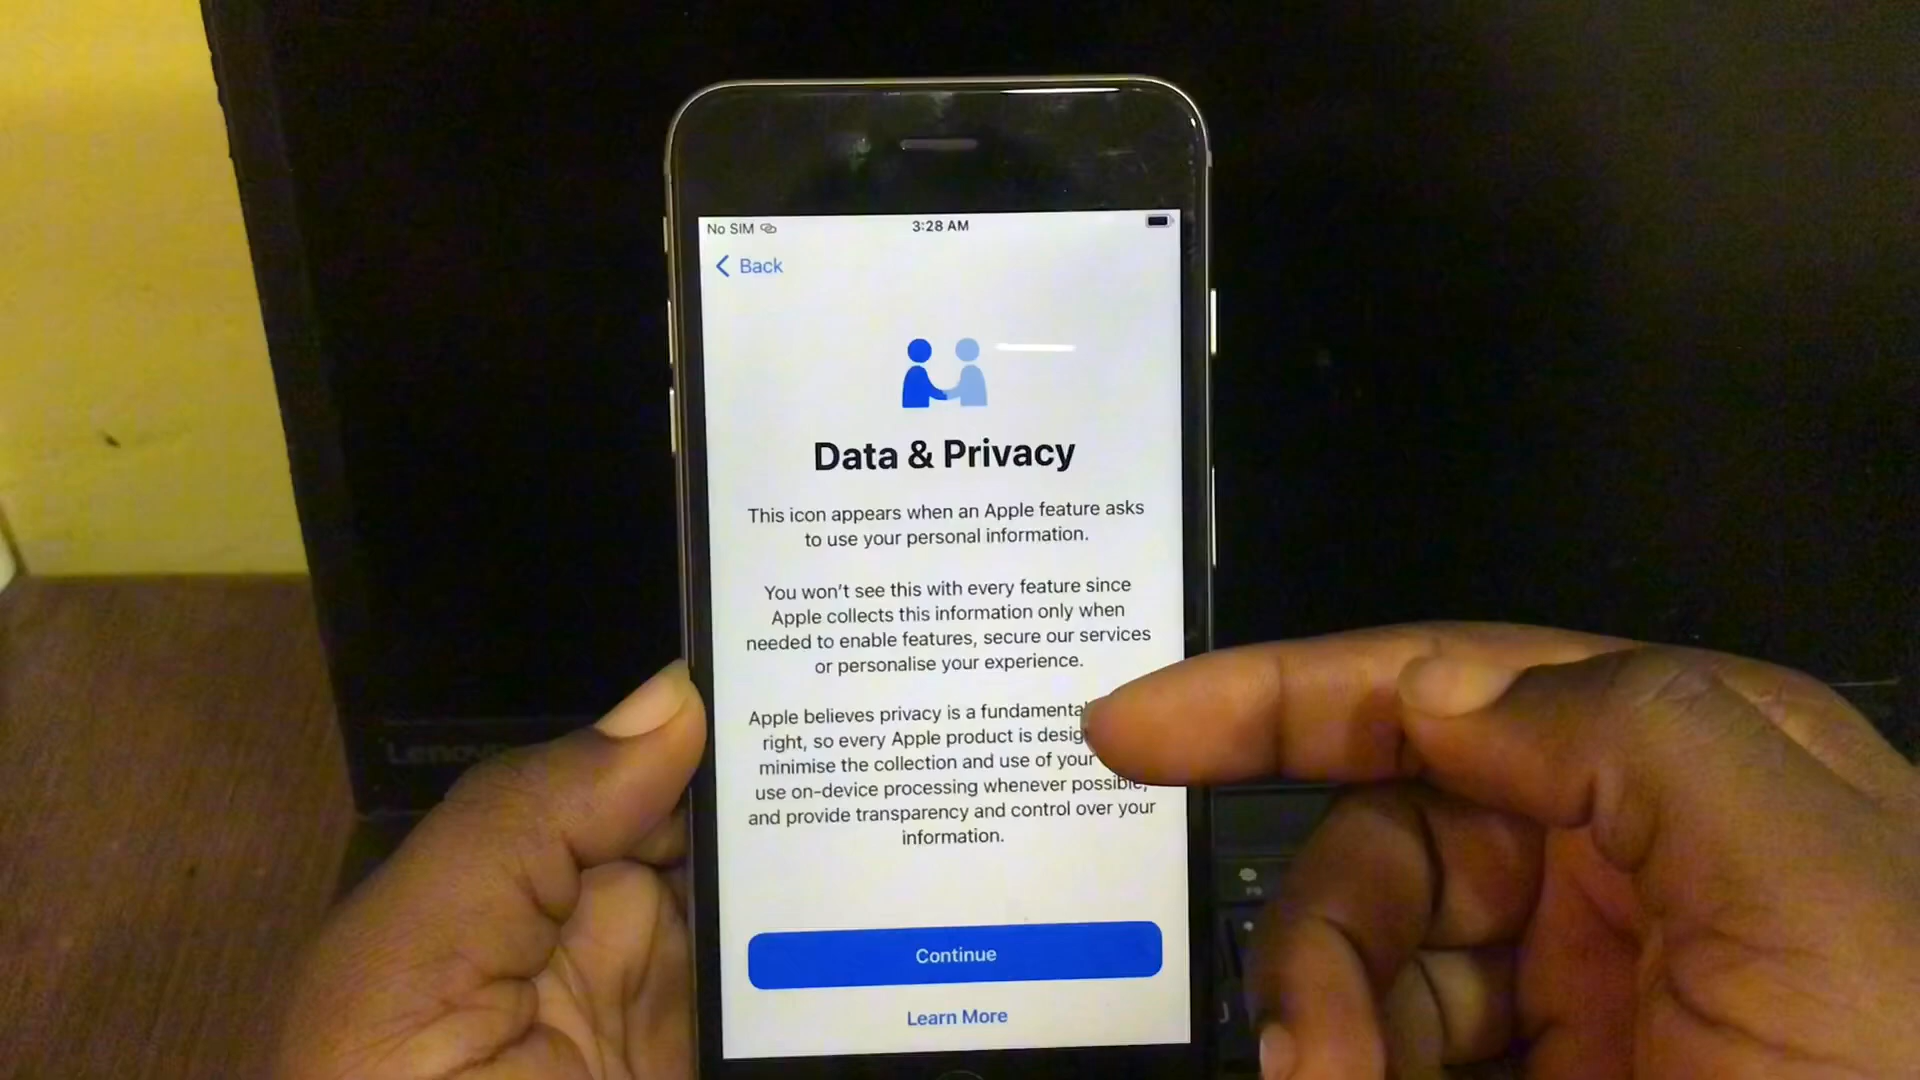 No SIM 3:28 AM
Back
Data & Privacy
This icon appears when an Apple feature asks
to use your personal information.
You won't see this with every feature since
Apple collects this information only when
needed to enable features, secure our services
or personalise your experience.
Apple believes privacy is a fundamental
right, so every Apple product is desig
minimise the collection and use of your
use on-device processing whenever possible,
and provide transparency and control over your
information.
Continue
Learn More
Lenovo
F9
J